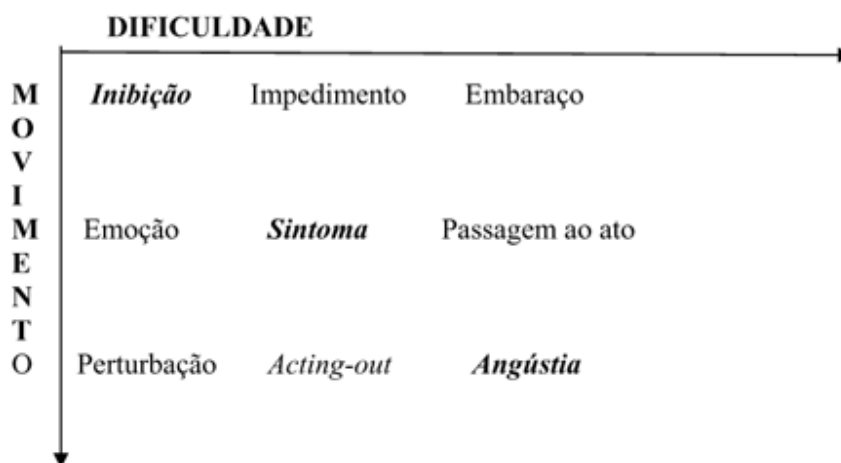 DIFICULDADE
MOVIMENTO
Inibição Impedimento Embaraço
Emoção Sintoma Passagem ao ato
Perturbação Acting-out Angústia